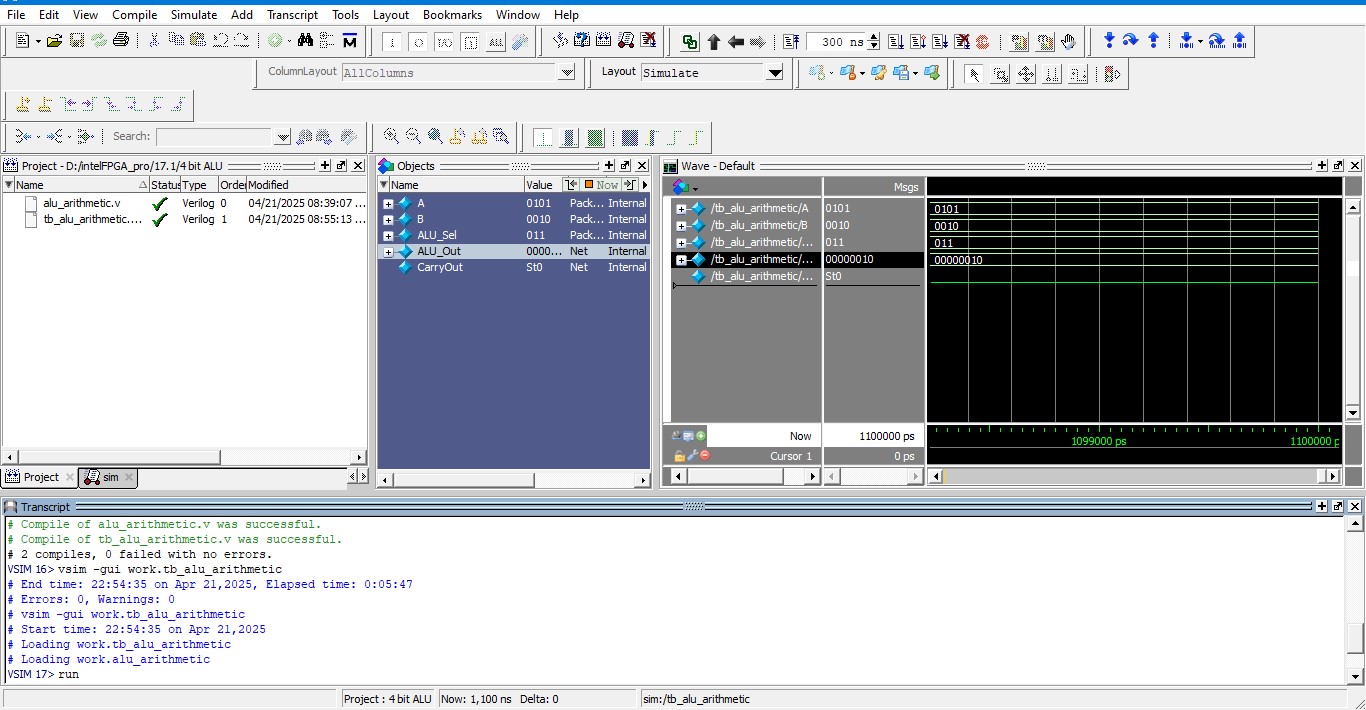 File Edit View Compile Simulate Add Transcript Tools Layout Bookmarks Window Help
300 ns
ColumnLayout AllColumns
Layout Simulate
Search:
Project - D:/intelFPGA_pro/17.1/4 bit ALU
Name Status Type Order Modified
alu_arithmetic.v Verilog 0 04/21/2025 08:39:07 ...
tb_alu_arithmetic.... Verilog 1 04/21/2025 08:55:13 ...
Project
sim
Objects
Name Value Now
A 0101 Pack... Internal
B 0010 Pack... Internal
ALU_Sel 011 Pack... Internal
ALU_Out 0000... Net Internal
CarryOut St0 Net Internal
Wave - Default
Msgs
/tb_alu_arithmetic/A 0101 0101
/tb_alu_arithmetic/B 0010 0010
/tb_alu_arithmetic/... 011 011
/tb_alu_arithmetic/... 00000010 00000010
/tb_alu_arithmetic/... St0
Now 1100000 ps 1099000 ps 1100000 p
Cursor 1 0 ps
Transcript
# Compile of alu_arithmetic.v was successful.
# Compile of tb_alu_arithmetic.v was successful.
# 2 compiles, 0 failed with no errors.
VSIM 16> vsim -gui work.tb_alu_arithmetic
# End time: 22:54:35 on Apr 21,2025, Elapsed time: 0:05:47
# Errors: 0, Warnings: 0
# vsim -gui work.tb_alu_arithmetic
# Start time: 22:54:35 on Apr 21,2025
# Loading work.tb_alu_arithmetic
# Loading work.alu_arithmetic
VSIM 17> run
Project : 4 bit ALU Now: 1,100 ns Delta: 0 sim:/tb_alu_arithmetic